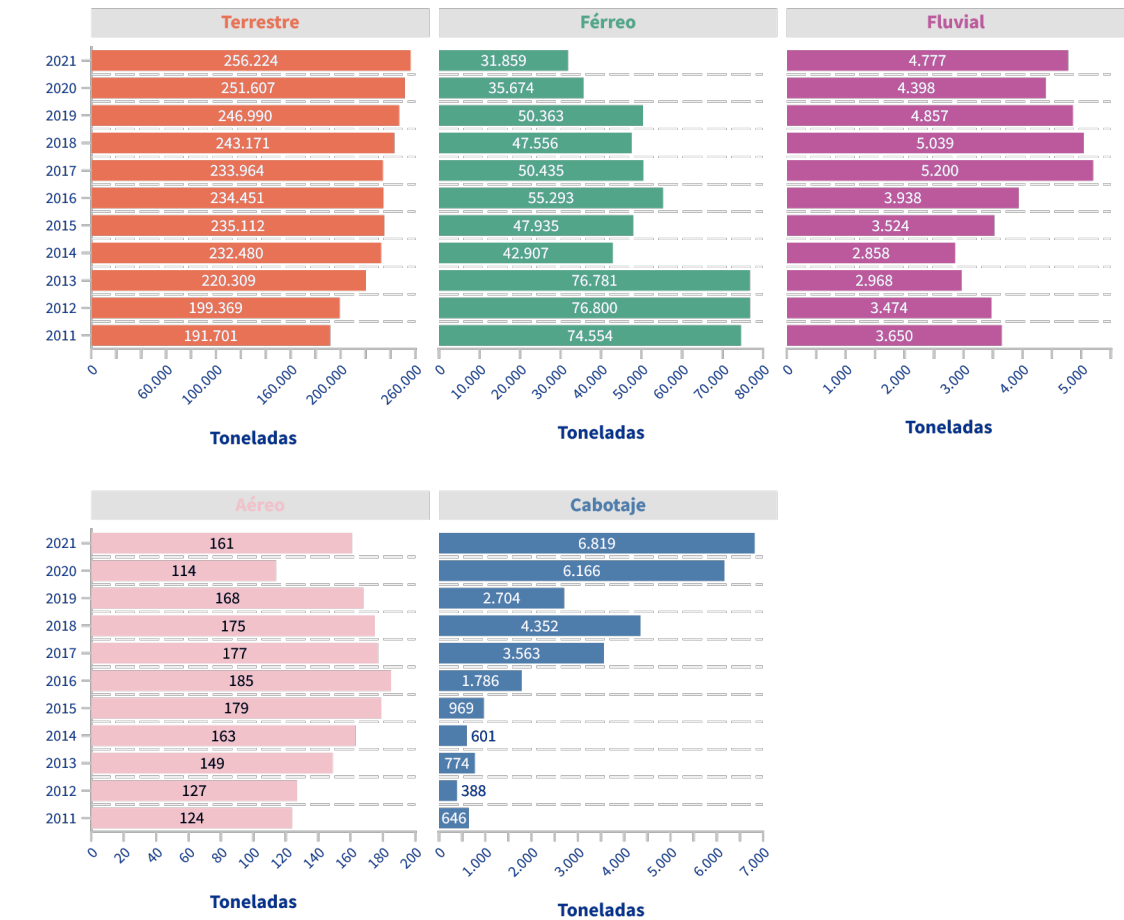 Terrestre Férreo Fluvial
2021 256.224 31.859 4.777
2020 251.607 35.674 4.398
2019 246.990 50.363 4.857
2018 243.171 47.556 5.039
2017 233.964 50.435 5.200
2016 234.451 55.293 3.938
2015 235.112 47.935 3.524
2014 232.480 42.907 2.858
2013 220.309 76.781 2.968
2012 199.369 76.800 3.474
2011 191.701 74.554 3.650
0 60.000 100.000 160.000 200.000 260.000 0 10.000 20.000 30.000 40.000 50.000 60.000 70.000 80.000 0 1.000 2.000 3.000 4.000 5.000
Toneladas Toneladas Toneladas
Aéreo Cabotaje
2021 161 6.819
2020 114 6.166
2019 168 2.704
2018 175 4.352
2017 177 3.563
2016 185 1.786
2015 179 969
2014 163 601
2013 149 774
2012 127 388
2011 124 646
0 20 40 60 80 100 120 140 160 180 200 0 1.000 2.000 3.000 4.000 5.000 6.000 7.000
Toneladas Toneladas